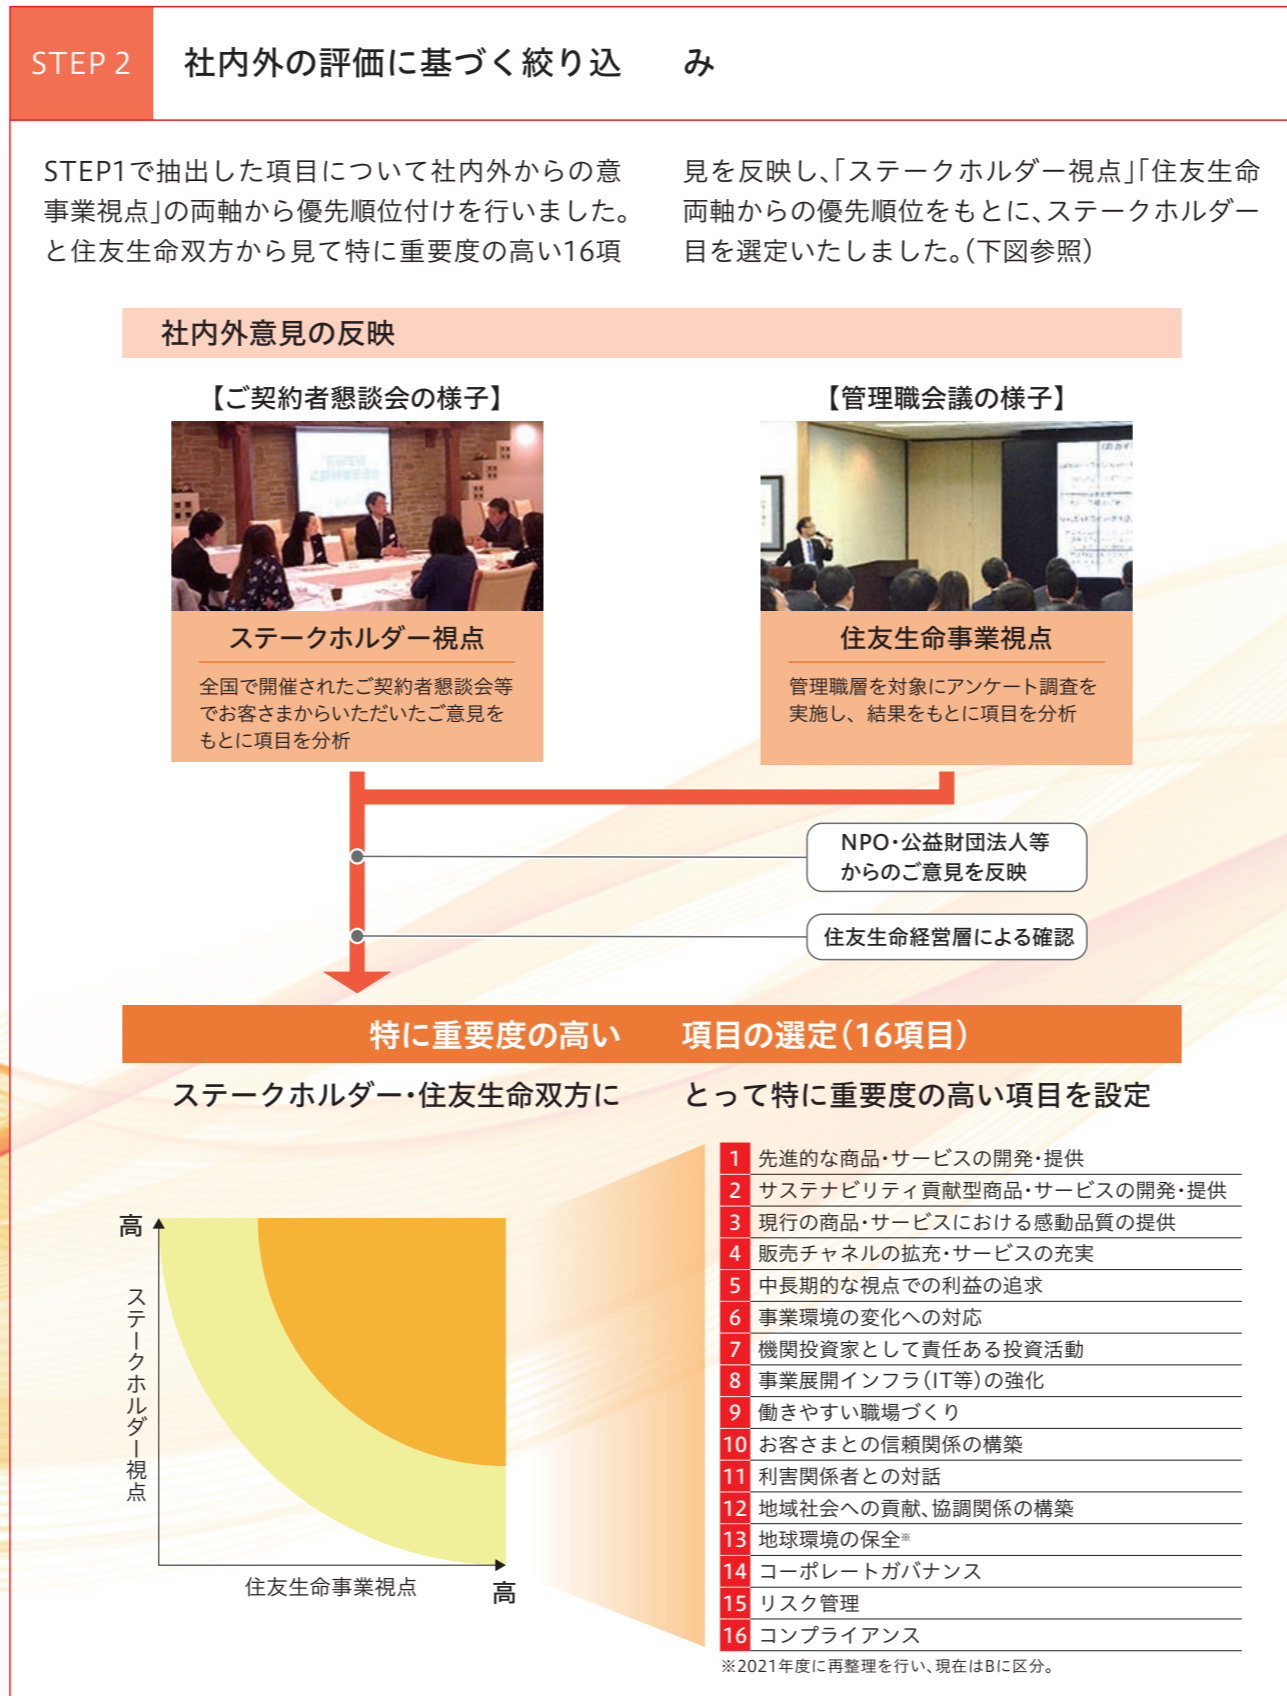 STEP 2
社内外の評価に基づく絞り込　み
STEP1で抽出した項目について社内外からの意　見を反映し、「ステークホルダー視点」「住友生命
事業視点」の両軸から優先順位付けを行いました。　両軸からの優先順位をもとに、ステークホルダー
と住友生命双方から見て特に重要度の高い16項　目を選定いたしました。(下図参照)
社内外意見の反映
【ご契約者懇談会の様子】
ステークホルダー視点
全国で開催されたご契約者懇談会等
でお客さまからいただいたご意見を
もとに項目を分析
【管理職会議の様子】
住友生命事業視点
管理職層を対象にアンケート調査を
実施し、結果をもとに項目を分析
NPO・公益財団法人等
からのご意見を反映
住友生命経営層による確認
特に重要度の高い　項目の選定(16項目)
ステークホルダー・住友生命双方に　とって特に重要度の高い項目を設定
高
ステークホルダー視点
住友生命事業視点
高
1 先進的な商品・サービスの開発・提供
2 サステナビリティ貢献型商品・サービスの開発・提供
3 現行の商品・サービスにおける感動品質の提供
4 販売チャネルの拡充・サービスの充実
5 中長期的な視点での利益の追求
6 事業環境の変化への対応
7 機関投資家として責任ある投資活動
8 事業展開インフラ(IT等)の強化
9 働きやすい職場づくり
10 お客さまとの信頼関係の構築
11 利害関係者との対話
12 地域社会への貢献、協調関係の構築
13 地球環境の保全※
14 コーポレートガバナンス
15 リスク管理
16 コンプライアンス
※2021年度に再整理を行い、現在はBに区分。